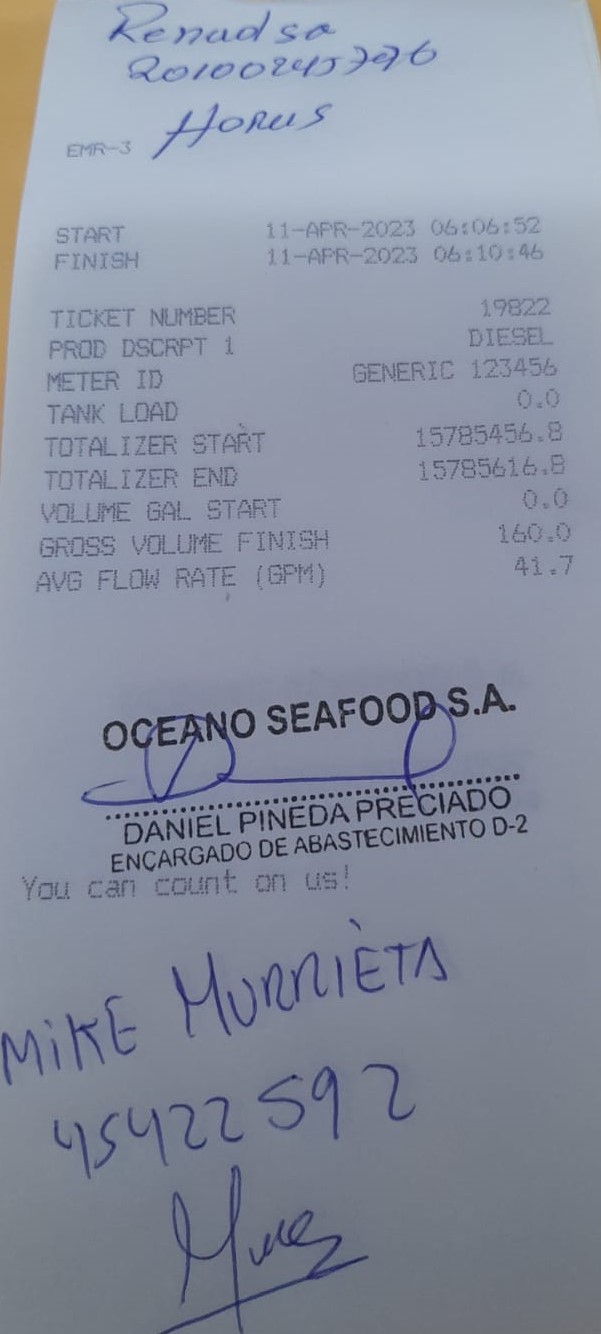 Renadsa
20100245796
Horus
EMR-3
START 11-APR-2023 06:06:52
FINISH 11-APR-2023 06:10:46
TICKET NUMBER 19822
PROD DSCRPT 1 DIESEL
METER ID GENERIC 123456
TANK LOAD 0.0
TOTALIZER START 15785456.8
TOTALIZER END 15785616.8
VOLUME GAL START 0.0
GROSS VOLUME FINISH 160.0
AVG FLOW RATE (GPM) 41.7
OCEANO SEAFOOD S.A.
DANIEL PINEDA PRECIADO
ENCARGADO DE ABASTECIMIENTO D-2
You can count on us!
MIKE MURRIETA
45422592